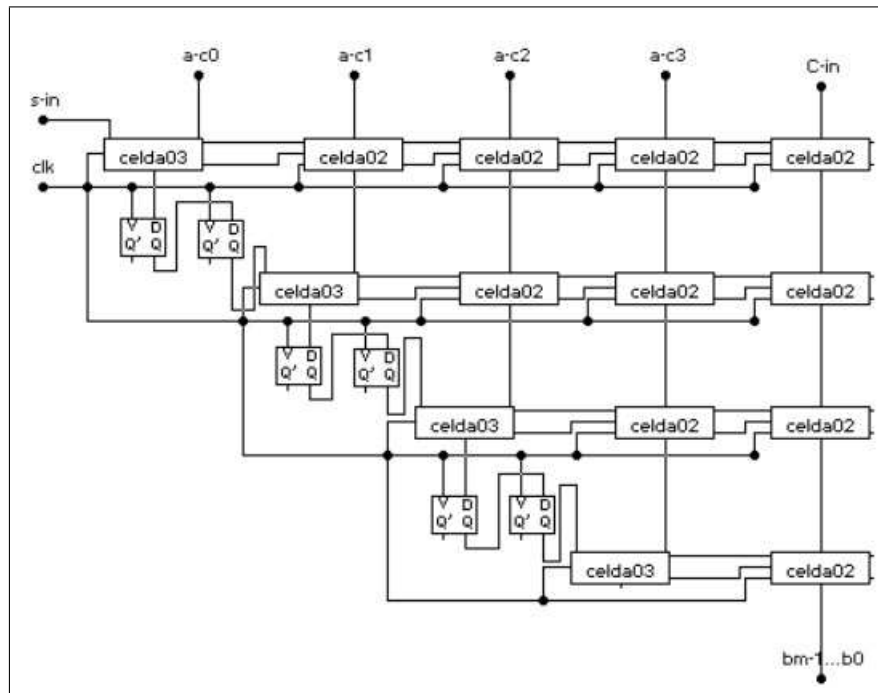 a-c0 a-c1 a-c2 a-c3 C-in
s-in
celda03 celda02 celda02 celda02 celda02
clk
V D V D
Q' Q Q' Q
celda03 celda02 celda02 celda02
V D V D
Q' Q Q' Q
celda03 celda02 celda02
V D V D
Q' Q Q' Q
celda03 celda02
bm-1...b0